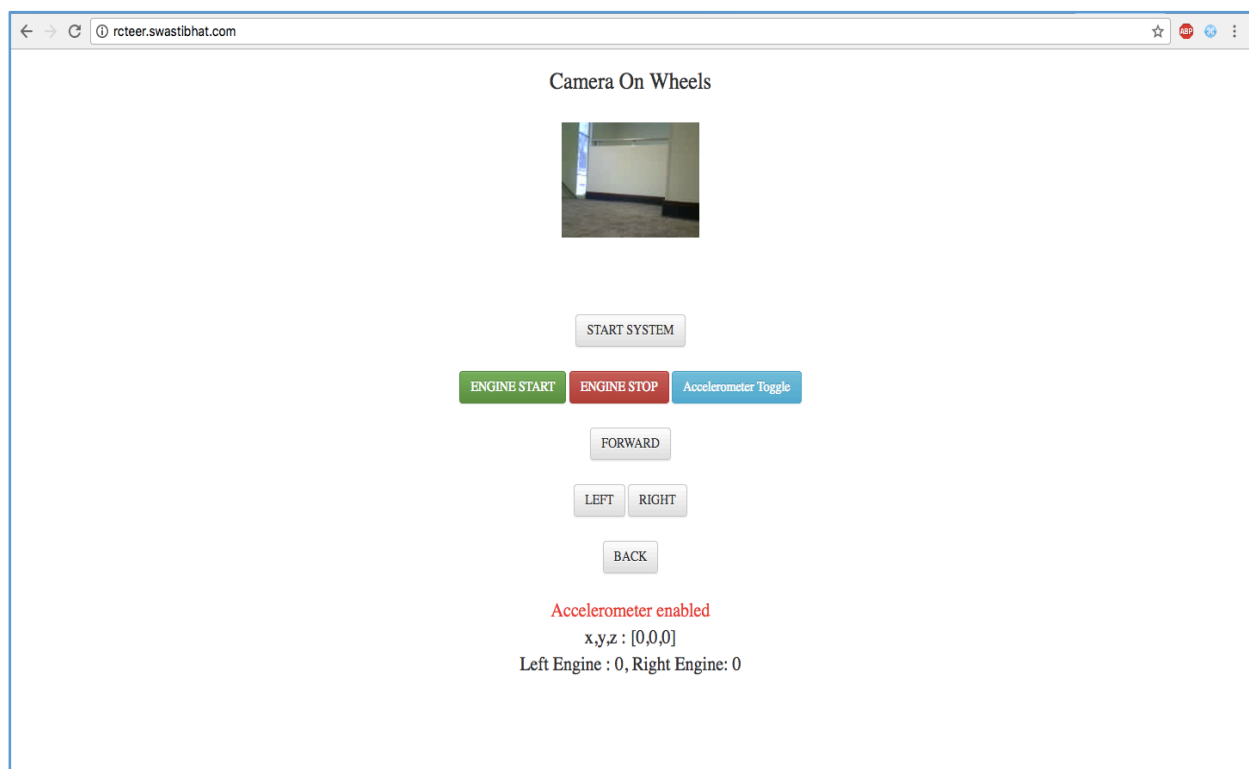 rcteer.swastibhat.com
ABP
Camera On Wheels
START SYSTEM
ENGINE START ENGINE STOP Accelerometer Toggle
FORWARD
LEFT RIGHT
BACK
Accelerometer enabled
x,y,z : [0,0,0]
Left Engine : 0, Right Engine: 0